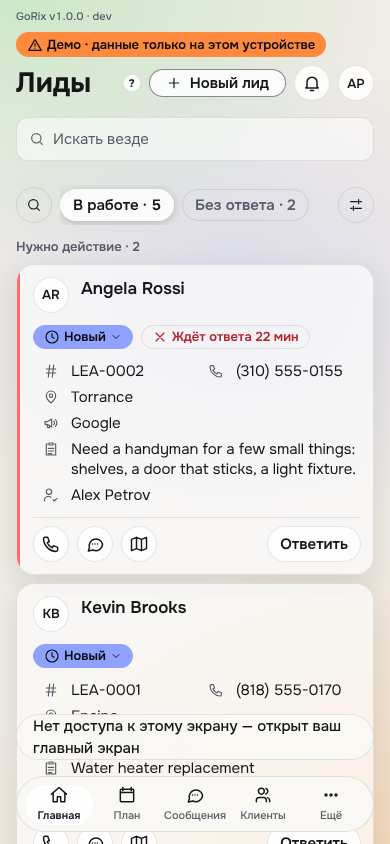 GoRix v1.0.0 · dev
Демо · данные только на этом устройстве
Лиды
?
Новый лид
AP
Искать везде
В работе · 5
Без ответа · 2
Нужно действие · 2
AR
Angela Rossi
Новый
Ждёт ответа 22 мин
LEA-0002
(310) 555-0155
Torrance
Google
Need a handyman for a few small things:
shelves, a door that sticks, a light fixture.
Alex Petrov
Ответить
KB
Kevin Brooks
Новый
LEA-0001
(818) 555-0170
Encino
Нет доступа к этому экрану — открыт ваш
главный экран
Water heater replacement
Главная
План
Сообщения
Клиенты
Ещё
Ответить